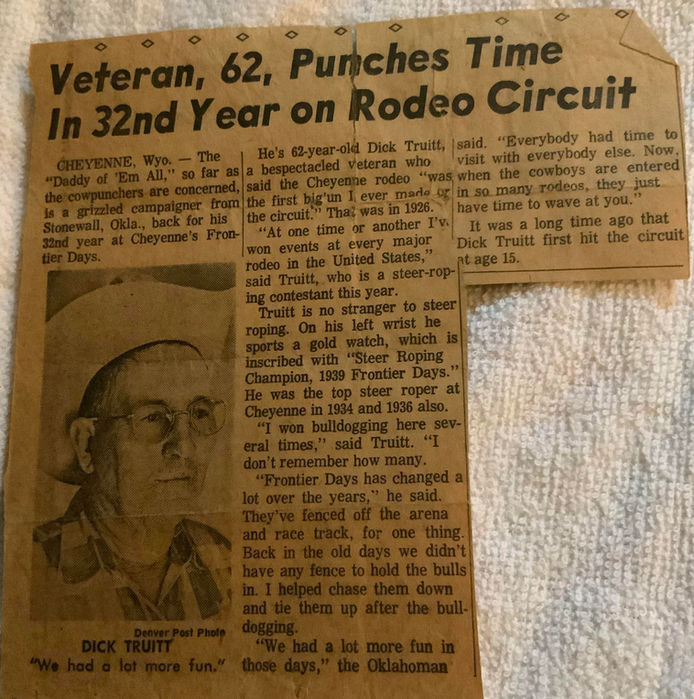 Veteran, 62, Punches Time
In 32nd Year on Rodeo Circuit
CHEYENNE, Wyo. — The
"Daddy of 'Em All," so far as
the cowpunchers are concerned,
is a grizzled campaigner from
Stonewall, Okla., back for his
32nd year at Cheyenne's Fron-
tier Days.
Denver Post Photo
DICK TRUITT
"We had a lot more fun."
He's 62-year-old Dick Truitt,
a bespectacled veteran who
said the Cheyenne rodeo "was
the first big'un I ever made on
the circuit." That was in 1926.
"At one time or another I'v
won events at every major
rodeo in the United States,"
said Truitt, who is a steer-rop-
ing contestant this year.
Truitt is no stranger to steer
roping. On his left wrist he
sports a gold watch, which is
inscribed with "Steer Roping
Champion, 1939 Frontier Days."
He was the top steer roper at
Cheyenne in 1934 and 1936 also.
"I won bulldogging here sev-
eral times," said Truitt. "I
don't remember how many.
"Frontier Days has changed a
lot over the years," he said.
They've fenced off the arena
and race track, for one thing.
Back in the old days we didn't
have any fence to hold the bulls
in. I helped chase them down
and tie them up after the bull-
dogging.
"We had a lot more fun in
those days," the Oklahoman
said. "Everybody had time to
visit with everybody else. Now,
when the cowboys are entered
in so many rodeos, they just
have time to wave at you."
It was a long time ago that
Dick Truitt first hit the circuit
at age 15.